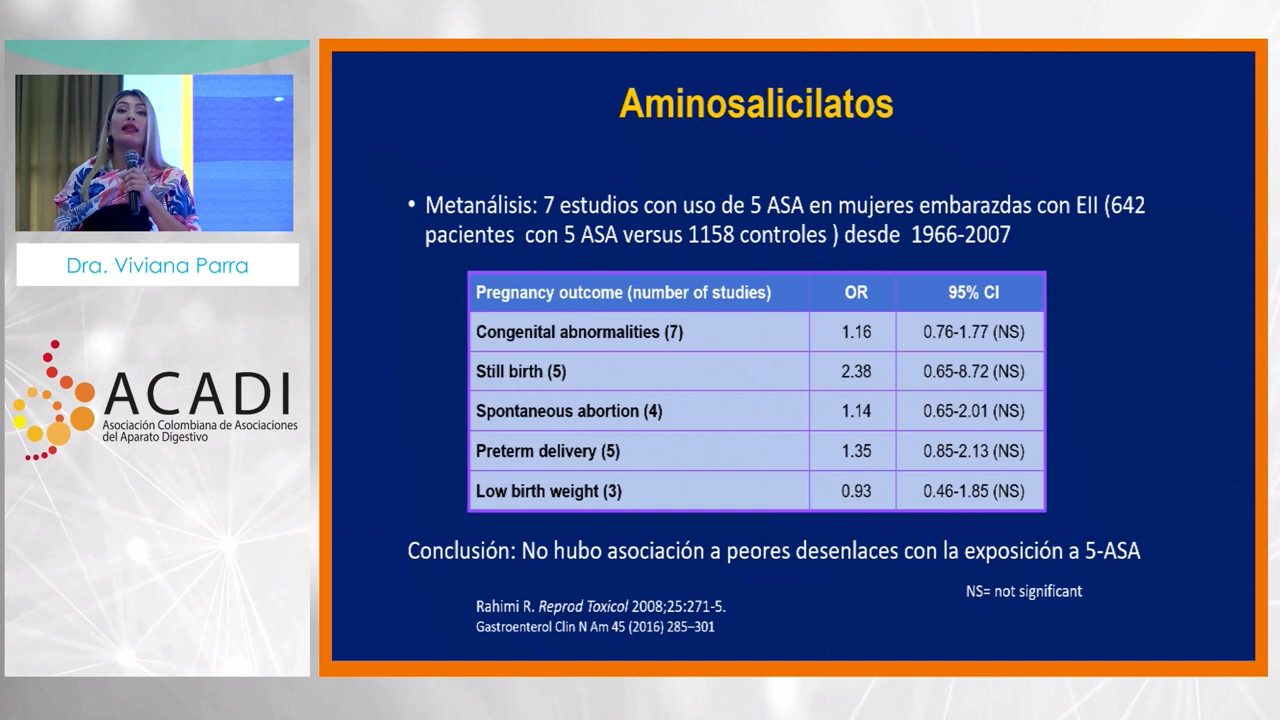 Dra. Viviana Parra
ACADI
Asociación Colombiana de Asociaciones
del Aparato Digestivo
Aminosalicilatos
• Metanálisis: 7 estudios con uso de 5 ASA en mujeres embarazdas con EII (642
pacientes con 5 ASA versus 1158 controles ) desde 1966-2007
Pregnancy outcome (number of studies) OR 95% CI
Congenital abnormalities (7) 1.16 0.76-1.77 (NS)
Still birth (5) 2.38 0.65-8.72 (NS)
Spontaneous abortion (4) 1.14 0.65-2.01 (NS)
Preterm delivery (5) 1.35 0.85-2.13 (NS)
Low birth weight (3) 0.93 0.46-1.85 (NS)
Conclusión: No hubo asociación a peores desenlaces con la exposición a 5-ASA
NS= not significant
Rahimi R. Reprod Toxicol 2008;25:271-5.
Gastroenterol Clin N Am 45 (2016) 285–301